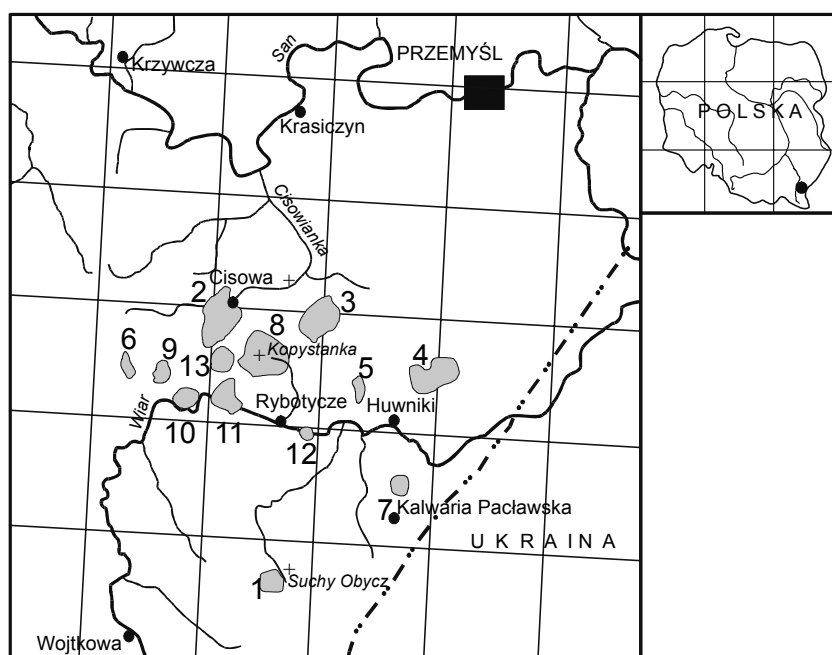 San
PRZEMYŚL
Krzywcza
Krasiczyn
POLSKA
Cisowianka
Cisowa
2
3
8
6
9
13
Kopystanka
5
4
Wiar
Rybotycze
Huwniki
10
11
12
7
Kalwaria Pacławska
UKRAINA
1
Suchy Obycz
Wojtkowa